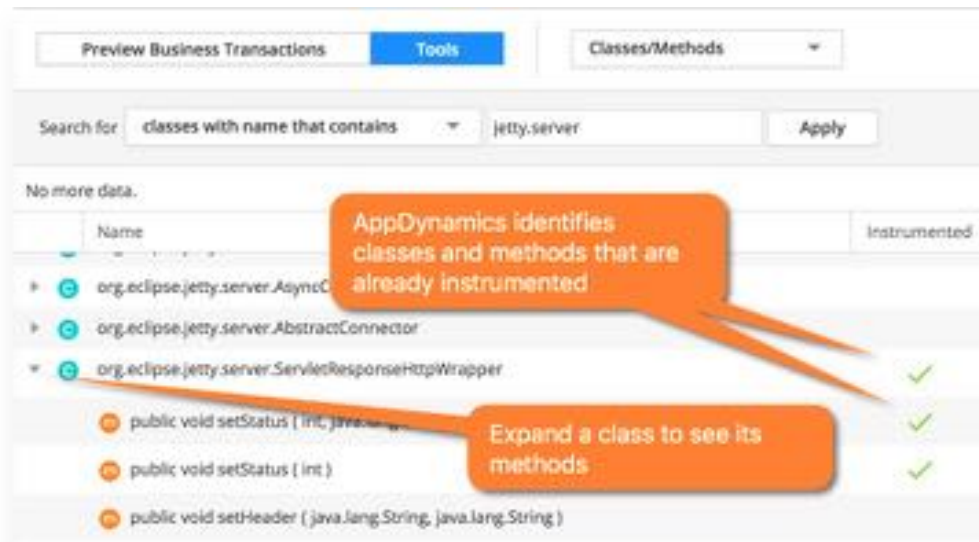 Preview Business Transactions Tools Classes/Methods
Search for classes with name that contains jetty.server Apply
No more data.
Name Instrumented
AppDynamics identifies
classes and methods that are
already instrumented
org.eclipse.jetty.server.AsyncC
org.eclipse.jetty.server.AbstractConnector
org.eclipse.jetty.server.ServletResponseHttpWrapper
public void setStatus ( int, java.lang
Expand a class to see its
methods
public void setStatus ( int )
public void setHeader ( java.lang.String, java.lang.String )